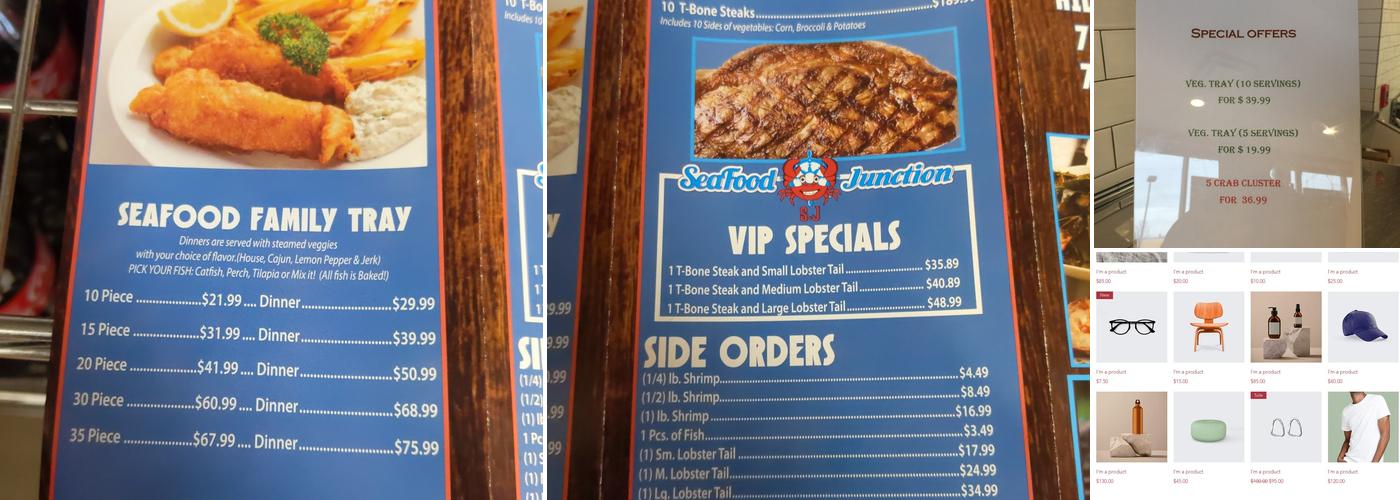 SEAFOOD FAMILY TRAY
Dinners are served with steamed veggies
with your choice of flavor.(House, Cajun, Lemon Pepper & Jerk)
PICK YOUR FISH: Catfish, Perch, Tilapia or Mix it! (All fish is Baked!)
10 Piece ..................$21.99 .... Dinner......................$29.99
15 Piece ..................$31.99 .... Dinner......................$39.99
20 Piece ..................$41.99 .... Dinner......................$50.99
30 Piece ..................$60.99 .... Dinner......................$68.99
35 Piece ..................$67.99 .... Dinner......................$75.99
10 T-Bone Steaks
Includes 10 Sides of vegetables: Corn, Broccoli & Potatoes
SeaFood Junction
S.J
VIP SPECIALS
1 T-Bone Steak and Small Lobster Tail ...................... $35.89
1 T-Bone Steak and Medium Lobster Tail ................... $40.89
1 T-Bone Steak and Large Lobster Tail...................... $48.99
SIDE ORDERS
(1/4) lb. Shrimp......................$4.49
(1/2) lb. Shrimp......................$8.49
(1) lb. Shrimp......................$16.99
1 Pcs. of Fish......................$3.49
(1) Sm. Lobster Tail ......................$17.99
(1) M. Lobster Tail......................$24.99
(1) Lg. Lobster Tail......................$34.99
SPECIAL OFFERS
VEG. TRAY (10 SERVINGS)
FOR $ 39.99
VEG. TRAY (5 SERVINGS)
FOR $ 19.99
5 CRAB CLUSTER
FOR 36.99
I'm a product I'm a product I'm a product I'm a product
$85.00 $20.00 $10.00 $25.00
New
I'm a product I'm a product I'm a product I'm a product
$7.50 $15.00 $85.00 $40.00
Sale
I'm a product I'm a product I'm a product I'm a product
$130.00 $45.00 $100.00 $95.00 $120.00